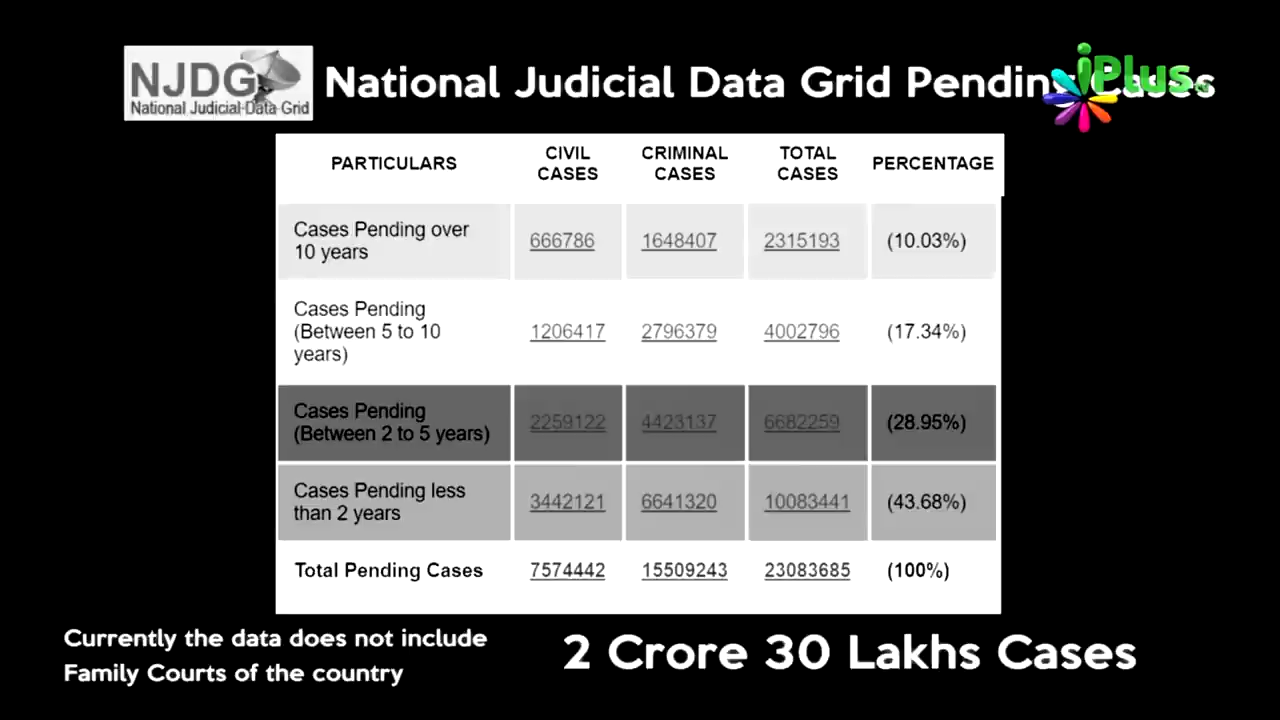 NJDG
National Judicial Data Grid
National Judicial Data Grid Pending Cases
iPlus
PARTICULARS
CIVIL
CASES
CRIMINAL
CASES
TOTAL
CASES
PERCENTAGE
Cases Pending over
10 years
666786
1648407
2315193
(10.03%)
Cases Pending
(Between 5 to 10
years)
1206417
2796379
4002796
(17.34%)
Cases Pending
(Between 2 to 5 years)
2259122
4423137
6682259
(28.95%)
Cases Pending less
than 2 years
3442121
6641320
10083441
(43.68%)
Total Pending Cases
7574442
15509243
23083685
(100%)
Currently the data does not include
Family Courts of the country
2 Crore 30 Lakhs Cases